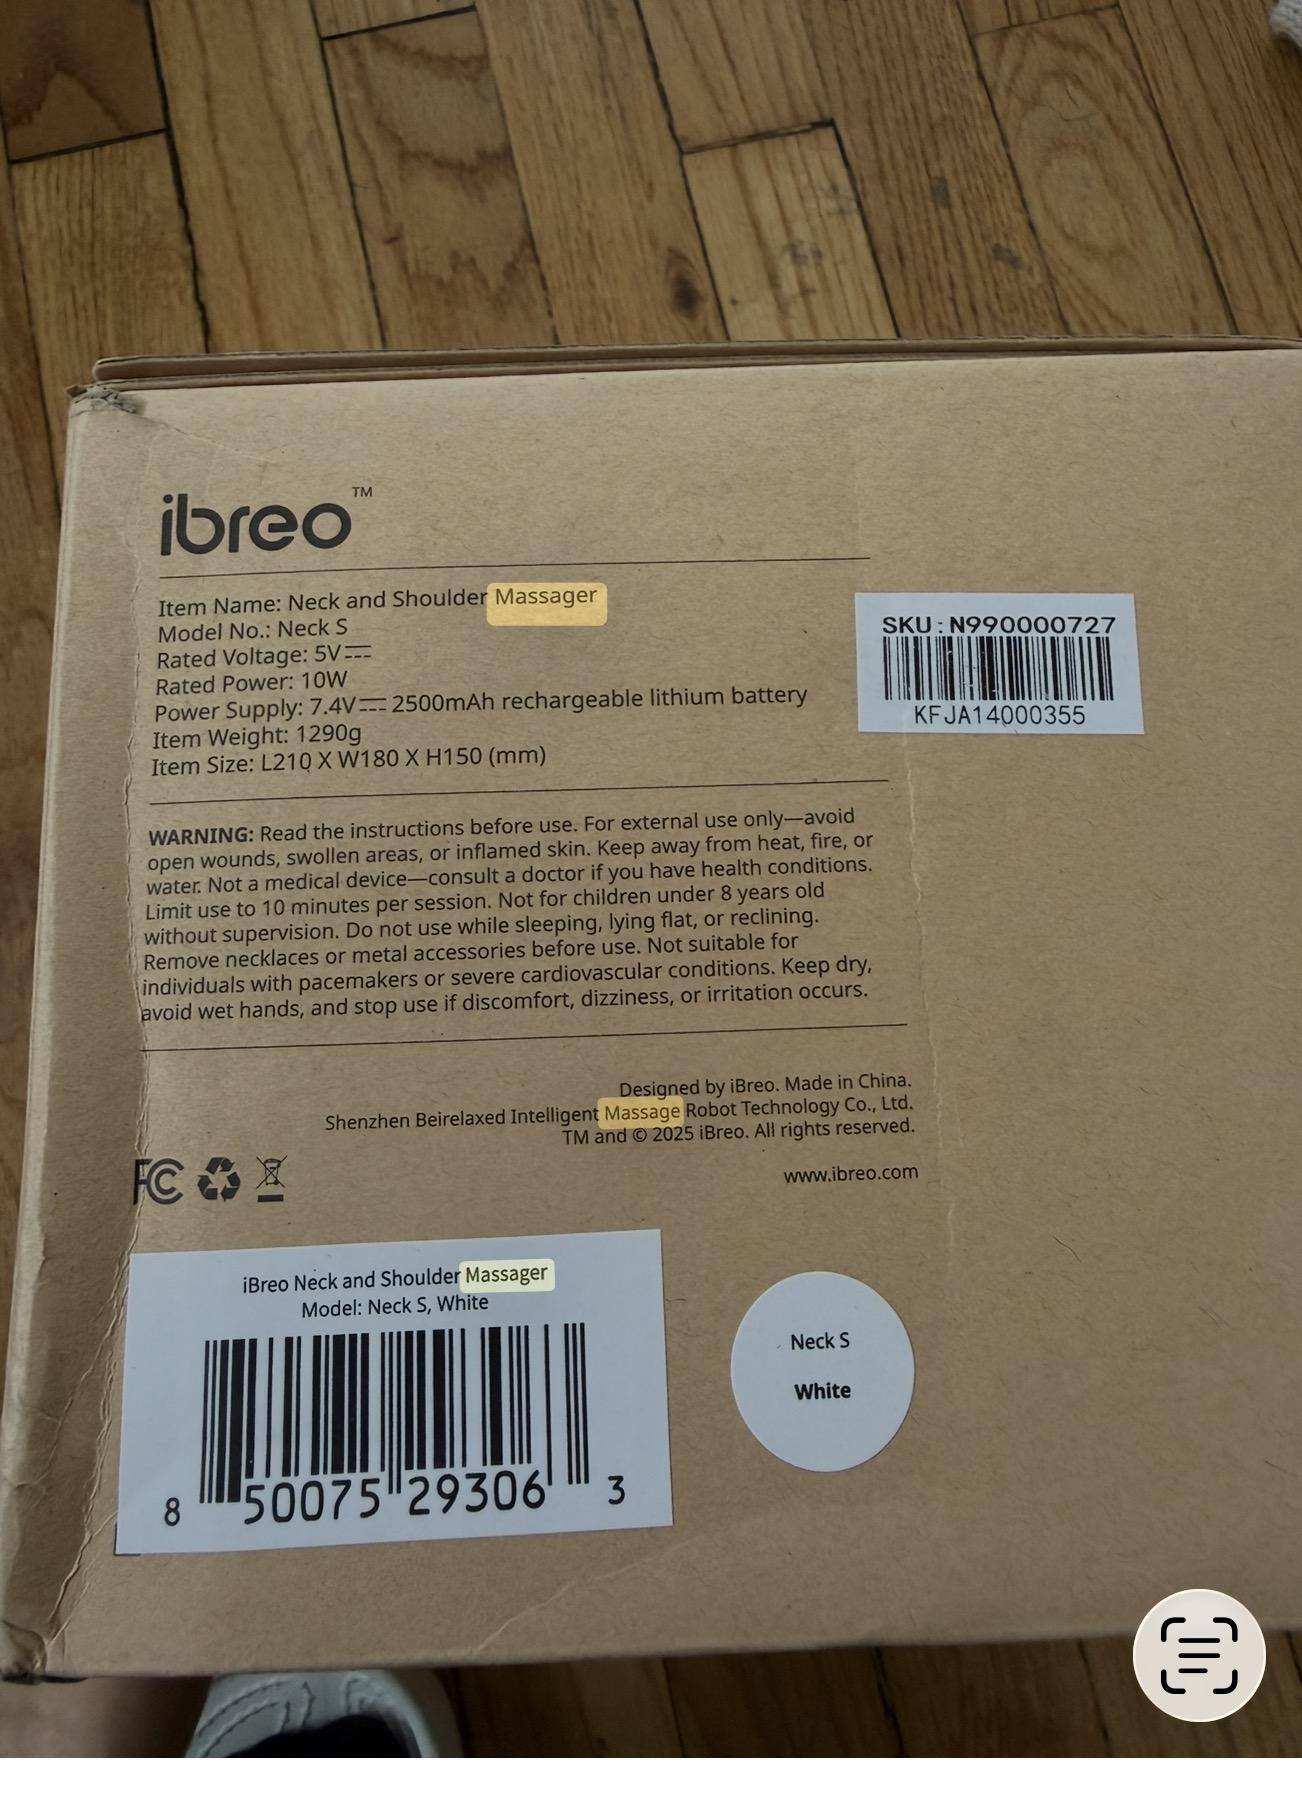 ibreo™
Item Name: Neck and Shoulder Massager
Model No.: Neck S
Rated Voltage: 5V⎓
Rated Power: 10W
Power Supply: 7.4V⎓2500mAh rechargeable lithium battery
Item Weight: 1290g
Item Size: L210 X W180 X H150 (mm)
SKU:N990000727
KFJA14000355
WARNING: Read the instructions before use. For external use only—avoid
open wounds, swollen areas, or inflamed skin. Keep away from heat, fire, or
water. Not a medical device—consult a doctor if you have health conditions.
Limit use to 10 minutes per session. Not for children under 8 years old
without supervision. Do not use while sleeping, lying flat, or reclining.
Remove necklaces or metal accessories before use. Not suitable for
individuals with pacemakers or severe cardiovascular conditions. Keep dry,
avoid wet hands, and stop use if discomfort, dizziness, or irritation occurs.
Designed by iBreo. Made in China.
Shenzhen Beirelaxed Intelligent Massage Robot Technology Co., Ltd.
TM and © 2025 iBreo. All rights reserved.
FC
www.ibreo.com
iBreo Neck and Shoulder Massager
Model: Neck S, White
8 50075 29306 3
Neck S
White